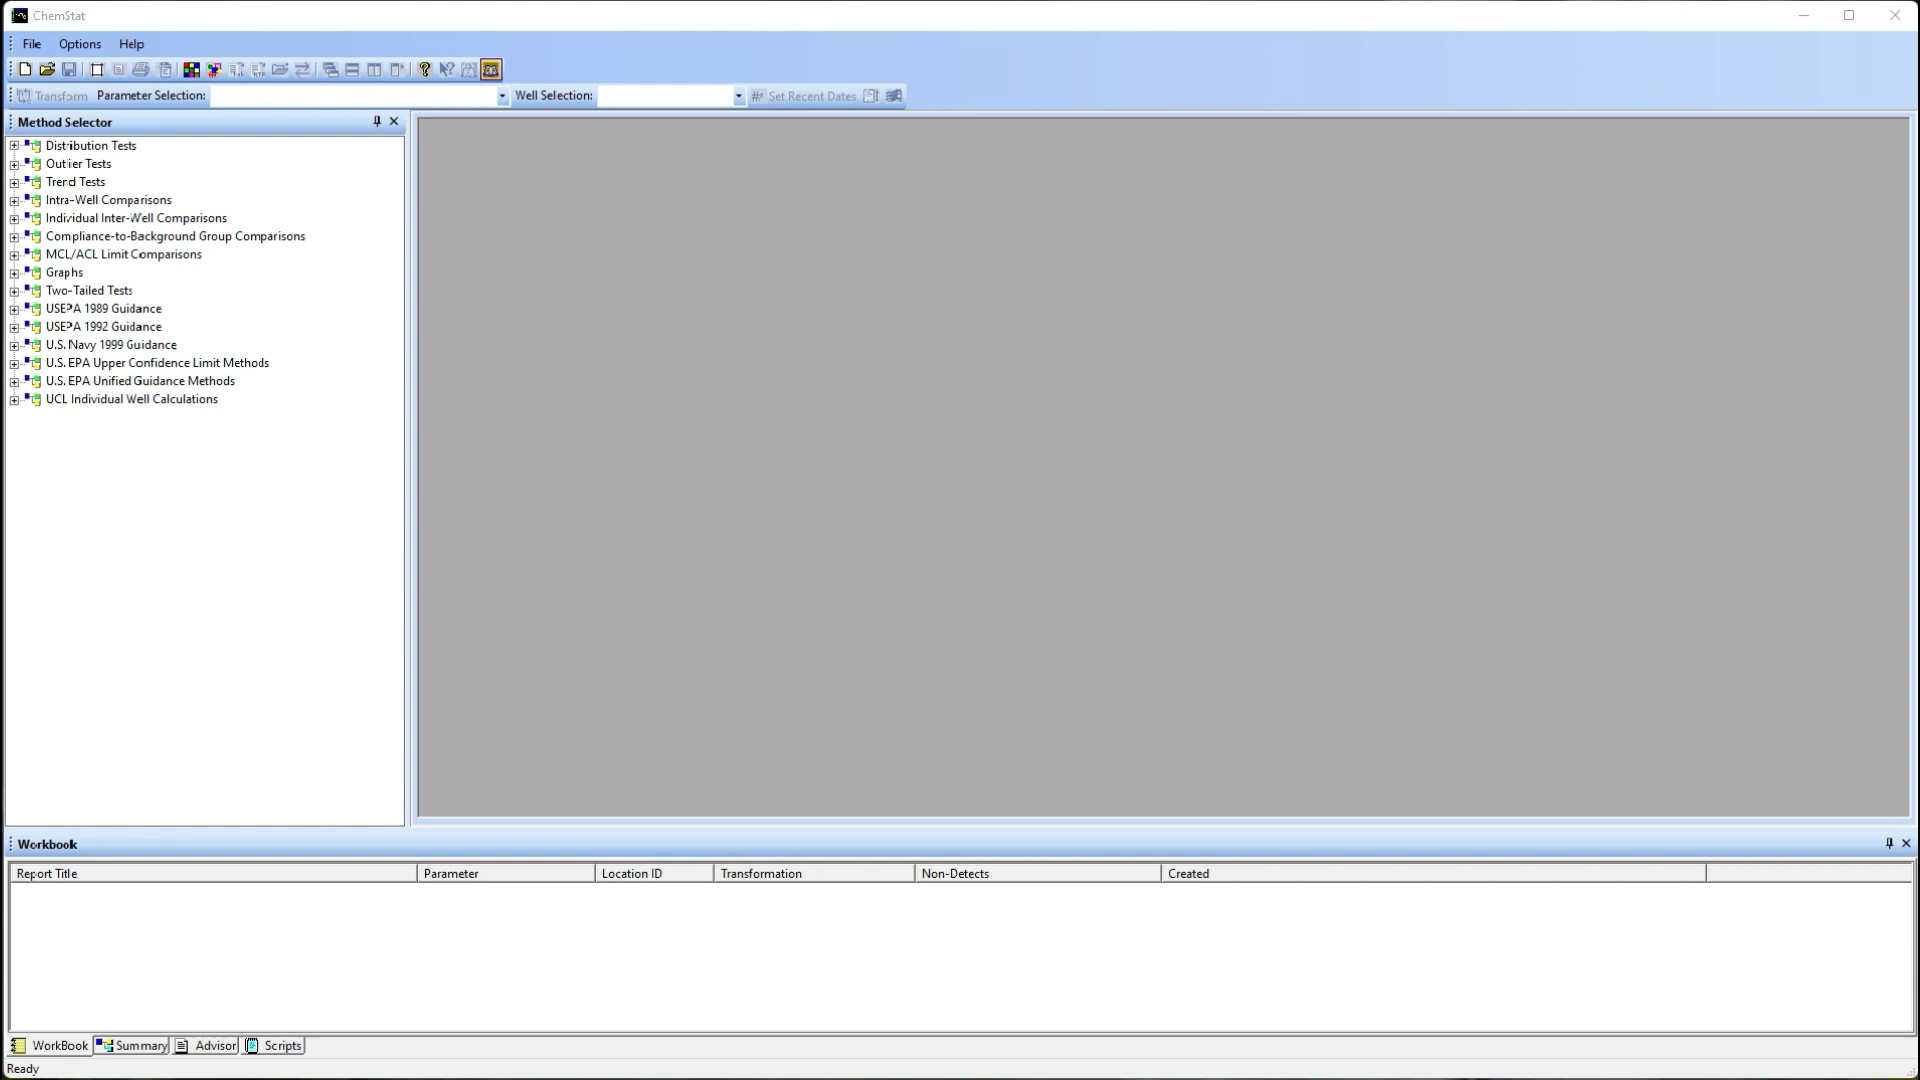 ChemStat
File Options Help
Transform Parameter Selection: Well Selection: Set Recent Dates
Method Selector
Distribution Tests
Outlier Tests
Trend Tests
Intra-Well Comparisons
Individual Inter-Well Comparisons
Compliance-to-Background Group Comparisons
MCL/ACL Limit Comparisons
Graphs
Two-Tailed Tests
USEPA 1989 Guidance
USEPA 1992 Guidance
U.S. Navy 1999 Guidance
U.S. EPA Upper Confidence Limit Methods
U.S. EPA Unified Guidance Methods
UCL Individual Well Calculations
Workbook
Report Title Parameter Location ID Transformation Non-Detects Created
WorkBook Summary Advisor Scripts
Ready